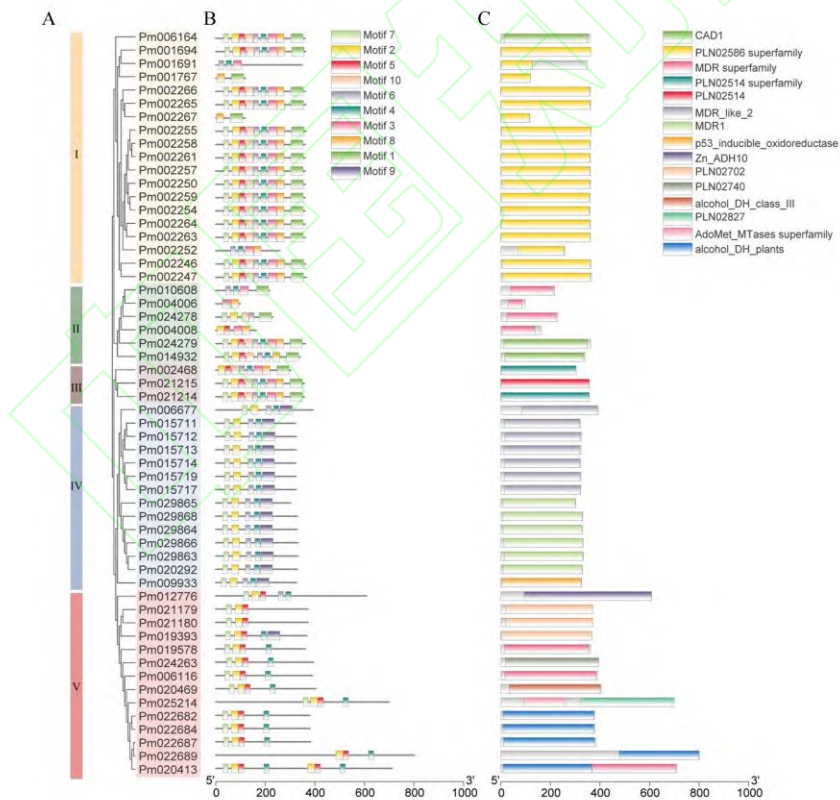 A
B
C
I
II
III
IV
V
Pm006164
Pm001694
Pm001691
Pm001767
Pm002266
Pm002265
Pm002267
Pm002255
Pm002258
Pm002261
Pm002257
Pm002250
Pm002259
Pm002254
Pm002264
Pm002263
Pm002252
Pm002246
Pm002247
Pm010608
Pm004006
Pm024278
Pm004008
Pm024279
Pm014932
Pm002468
Pm021215
Pm021214
Pm006677
Pm015711
Pm015712
Pm015713
Pm015714
Pm015719
Pm015717
Pm029865
Pm029868
Pm029864
Pm029866
Pm029863
Pm020292
Pm009933
Pm012776
Pm021179
Pm021180
Pm019393
Pm019578
Pm024263
Pm006116
Pm020469
Pm025214
Pm022682
Pm022684
Pm022687
Pm022689
Pm020413
Motif 7
Motif 2
Motif 5
Motif 10
Motif 6
Motif 4
Motif 3
Motif 8
Motif 1
Motif 9
5' 3'
0 200 400 600 800 1000
CAD1
PLN02586 superfamily
MDR superfamily
PLN02514 superfamily
PLN02514
MDR_like_2
MDR1
p53_inducible_oxidoreductase
Zn_ADH10
PLN02702
PLN02740
alcohol_DH_class_III
PLN02827
AdoMet_MTases superfamily
alcohol_DH_plants
5' 3'
0 200 400 600 800 1000